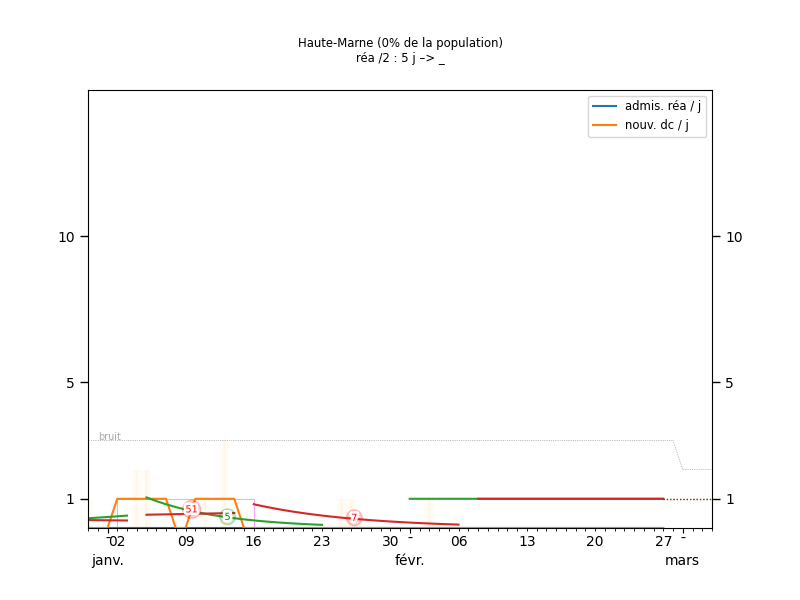 Haute-Marne (0% de la population)
réa /2 : 5 j –> _
admis. réa / j
nouv. dc / j
10
10
5
5
bruit
1
1
51
5
7
02
09
16
23
30
06
13
20
27
janv.
févr.
mars